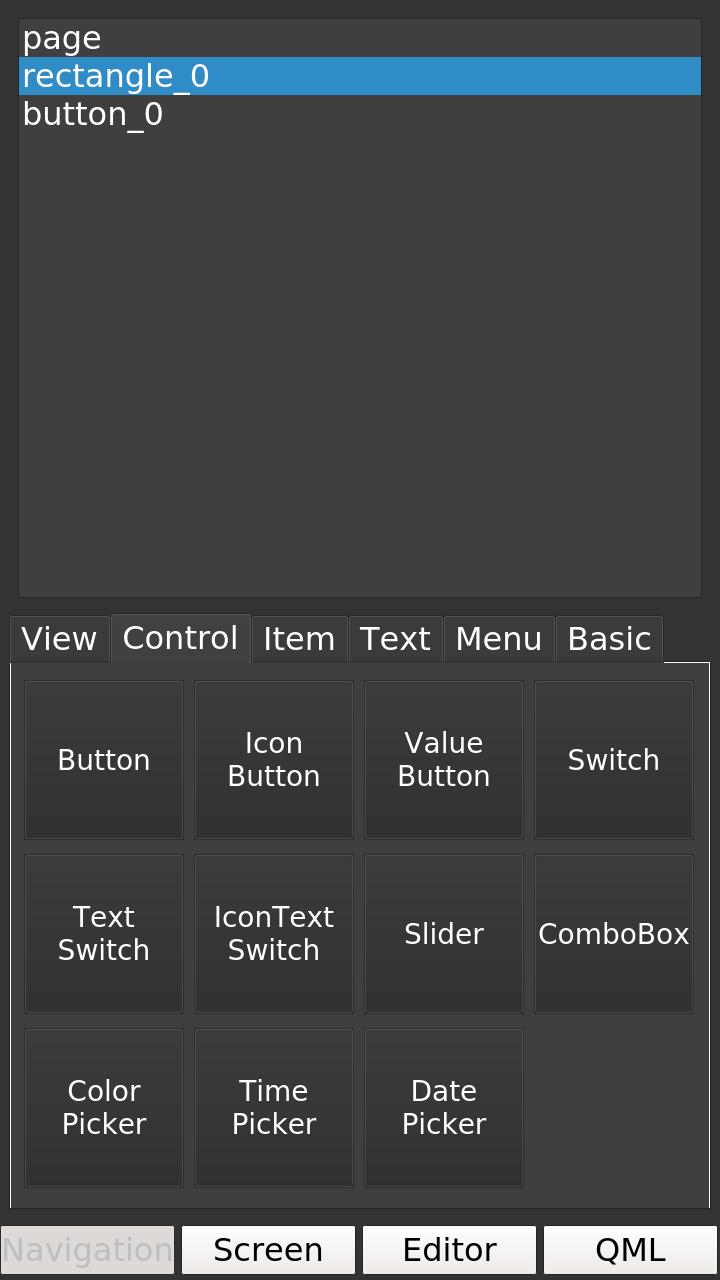 page
rectangle_0
button_0
View Control Item Text Menu Basic
Button
Icon
Button
Value
Button
Switch
Text
Switch
IconText
Switch
Slider
ComboBox
Color
Picker
Time
Picker
Date
Picker
Navigation Screen Editor QML